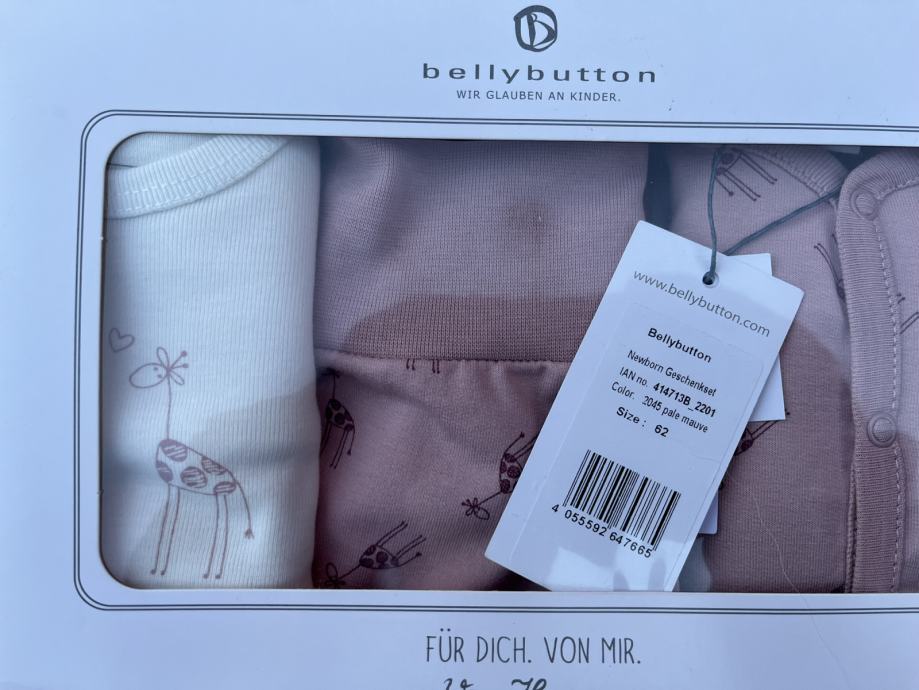 bellybutton
WIR GLAUBEN AN KINDER.
www.bellybutton.com
Bellybutton
Newborn Geschenkset
IAN no. 414713B_2201
Color. 2045 pale mauve
Size : 62
4 055592 647665
FÜR DICH. VON MIR.